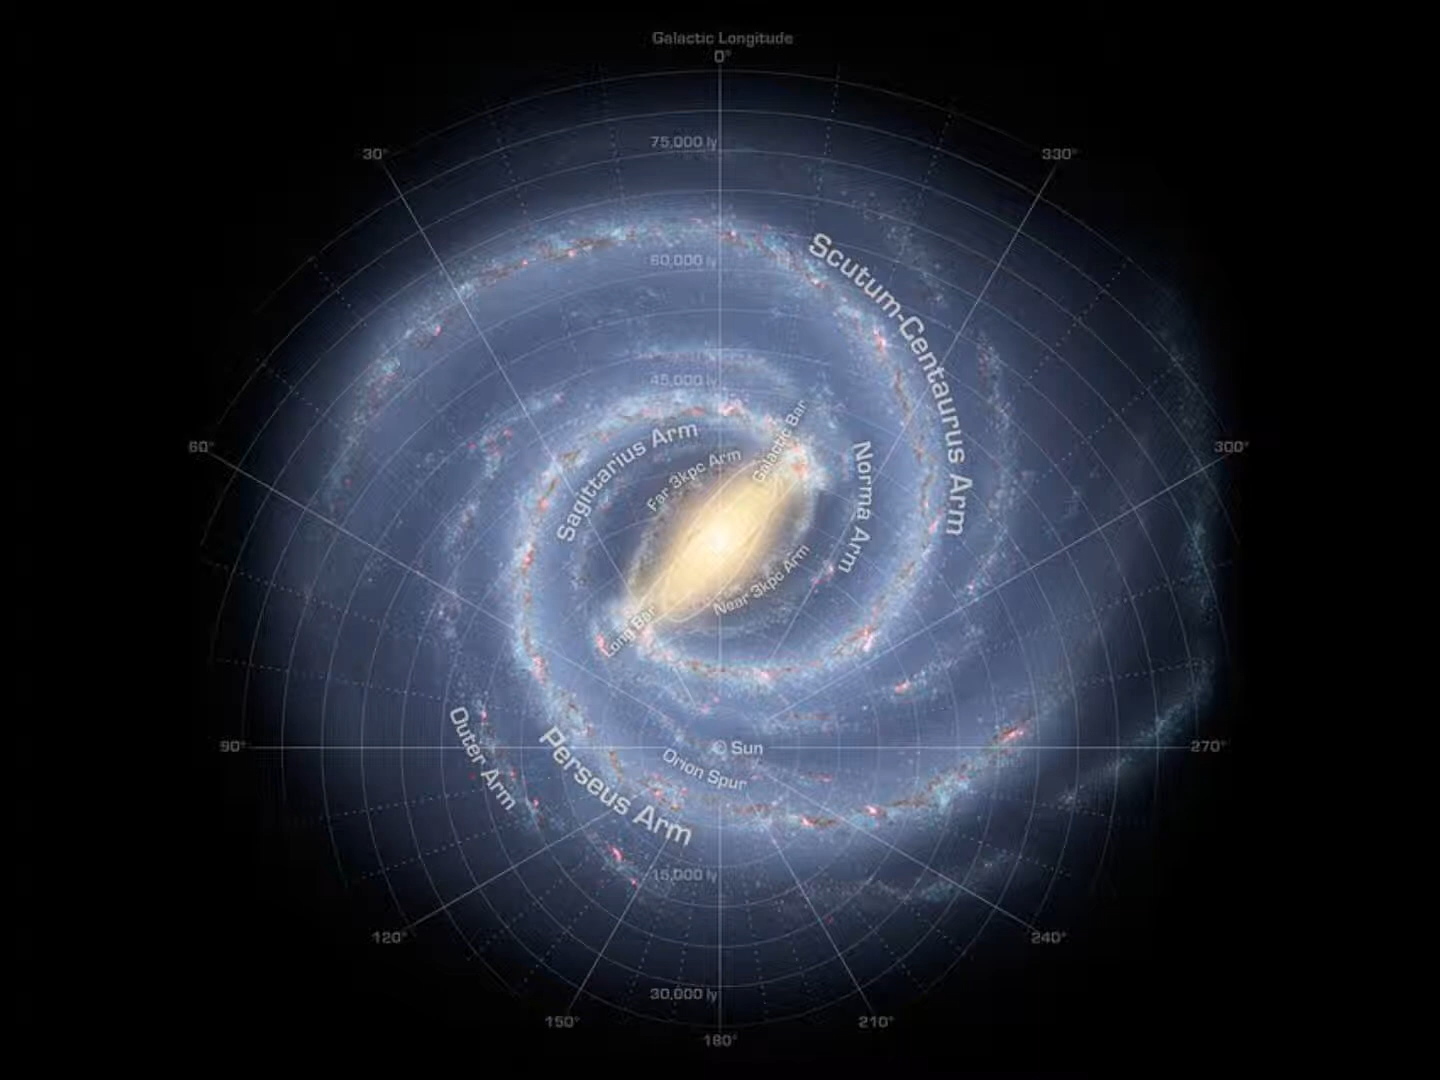 Galactic Longitude
0°
30°
330°
75,000 ly
60,000 ly
45,000 ly
Scutum-Centaurus Arm
60°
300°
Sagittarius Arm
Far 3kpc Arm
Galactic Bar
Norma Arm
Near 3kpc Arm
Long Bar
90°
Sun
270°
Outer Arm
Perseus Arm
Orion Spur
15,000 ly
120°
240°
30,000 ly
150°
210°
180°